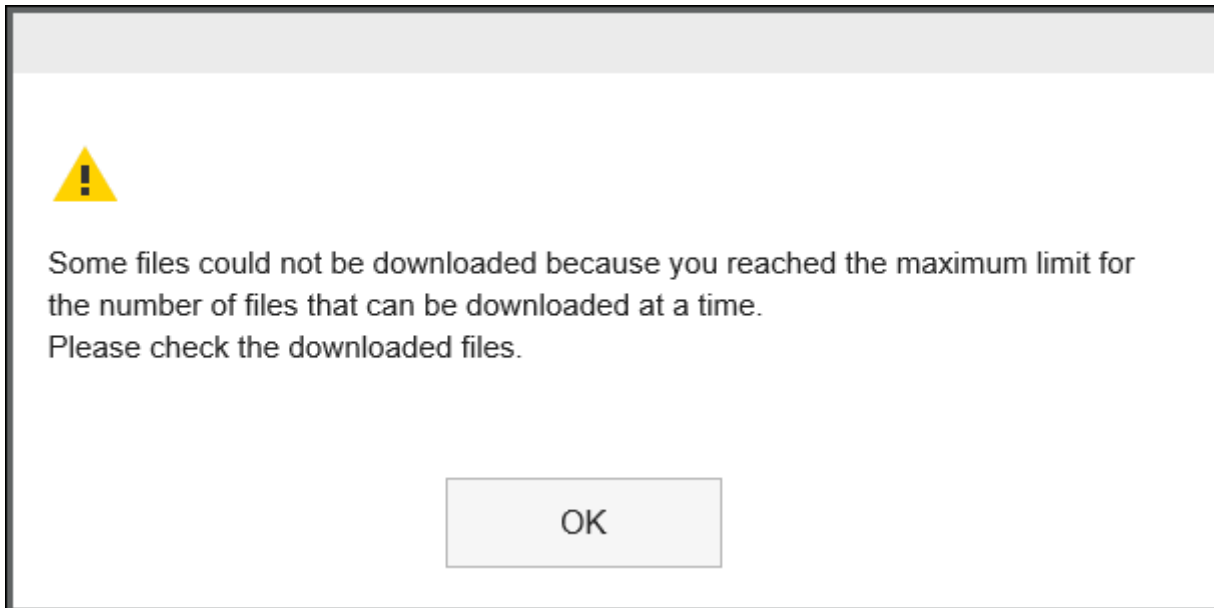 Some files could not be downloaded because you reached the maximum limit for
the number of files that can be downloaded at a time.
Please check the downloaded files.
OK